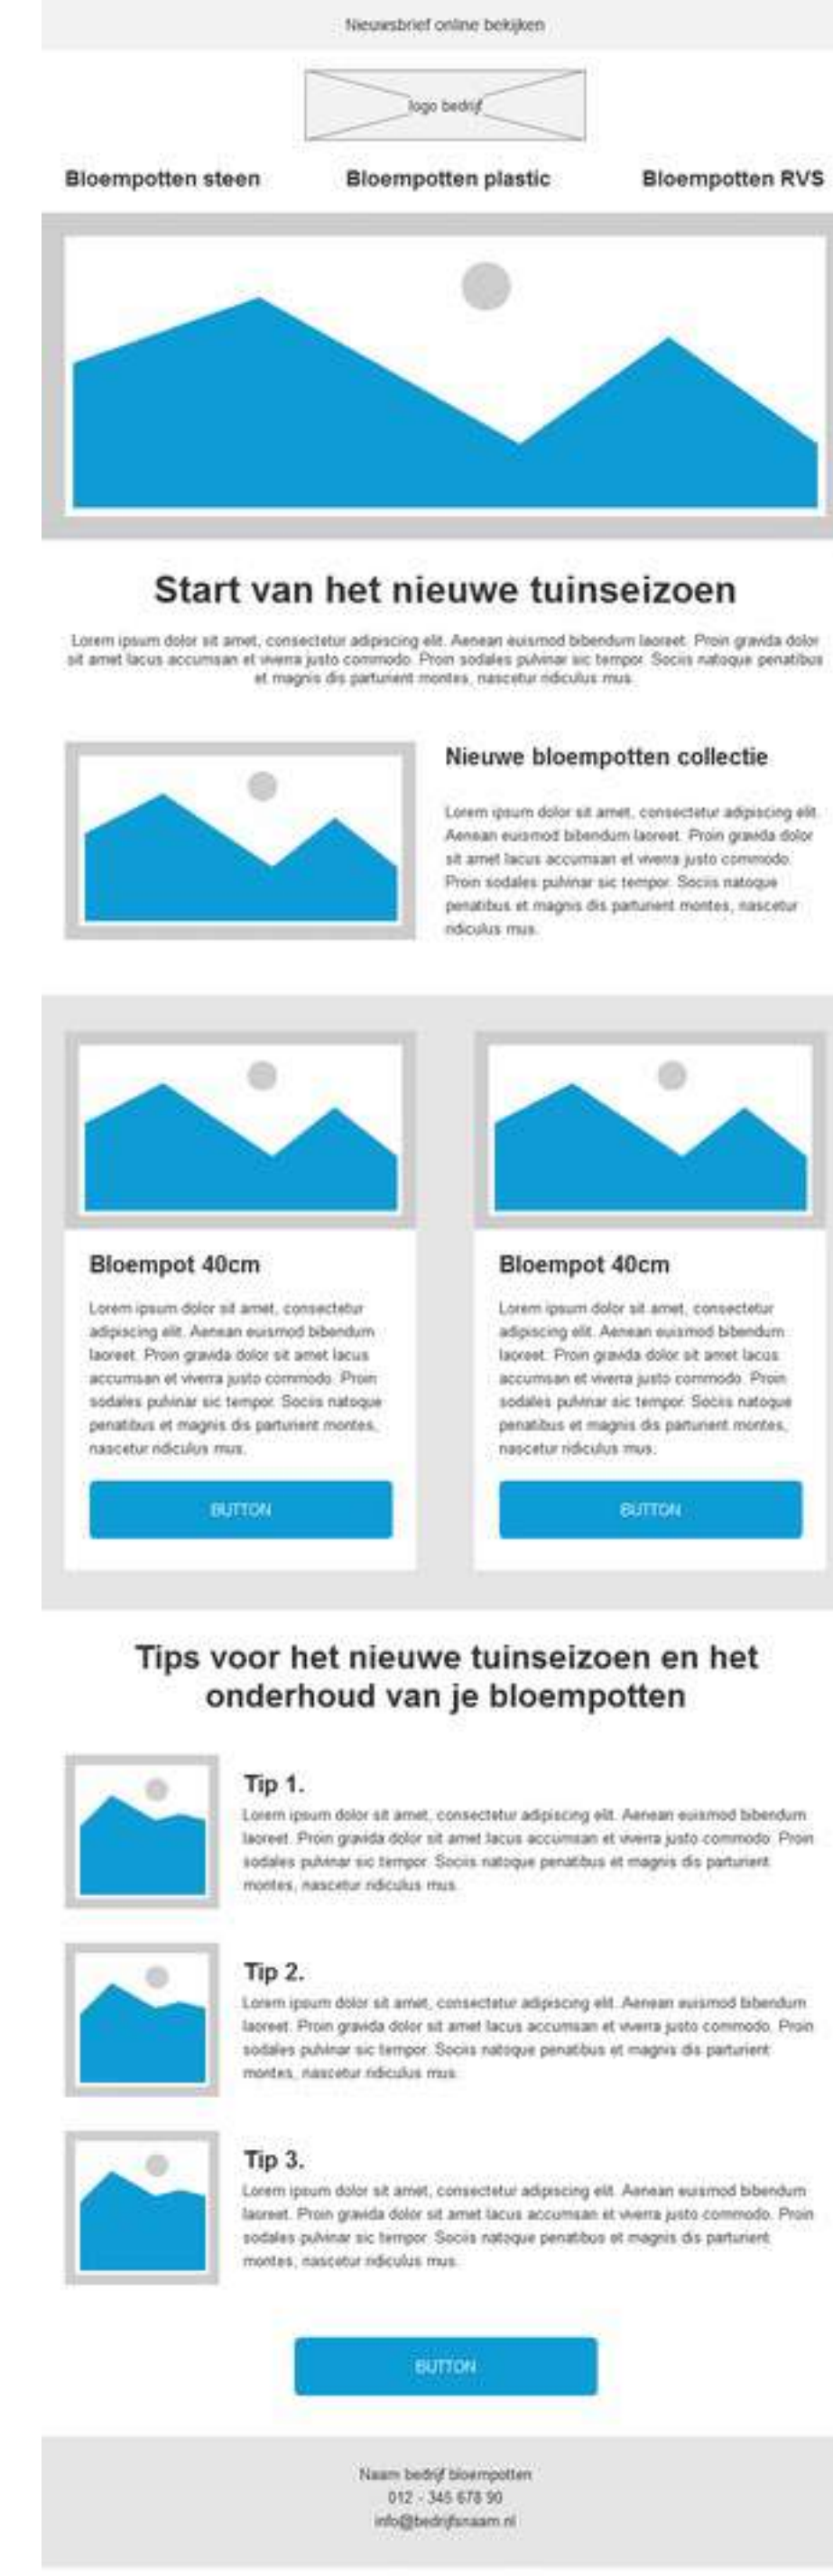 Nieuwsbrief online bekijken
logo bedrijf
Bloempotten steen Bloempotten plastic Bloempotten RVS
Start van het nieuwe tuinseizoen
Lorem ipsum dolor sit amet, consectetur adipiscing elit. Aenean euismod bibendum laoreet. Proin gravida dolor
sit amet lacus accumsan et viverra justo commodo. Proin sodales pulvinar sic tempor. Sociis natoque penatibus
et magnis dis parturient montes, nascetur ridiculus mus.
Nieuwe bloempotten collectie
Lorem ipsum dolor sit amet, consectetur adipiscing elit.
Aenean euismod bibendum laoreet. Proin gravida dolor
sit amet lacus accumsan et viverra justo commodo.
Proin sodales pulvinar sic tempor. Sociis natoque
penatibus et magnis dis parturient montes, nascetur
ridiculus mus.
Bloempot 40cm
Lorem ipsum dolor sit amet, consectetur
adipiscing elit. Aenean euismod bibendum
laoreet. Proin gravida dolor sit amet lacus
accumsan et viverra justo commodo. Proin
sodales pulvinar sic tempor. Sociis natoque
penatibus et magnis dis parturient montes,
nascetur ridiculus mus.
BUTTON
Bloempot 40cm
Lorem ipsum dolor sit amet, consectetur
adipiscing elit. Aenean euismod bibendum
laoreet. Proin gravida dolor sit amet lacus
accumsan et viverra justo commodo. Proin
sodales pulvinar sic tempor. Sociis natoque
penatibus et magnis dis parturient montes,
nascetur ridiculus mus.
BUTTON
Tips voor het nieuwe tuinseizoen en het
onderhoud van je bloempotten
Tip 1.
Lorem ipsum dolor sit amet, consectetur adipiscing elit. Aenean euismod bibendum
laoreet. Proin gravida dolor sit amet lacus accumsan et viverra justo commodo. Proin
sodales pulvinar sic tempor. Sociis natoque penatibus et magnis dis parturient
montes, nascetur ridiculus mus.
Tip 2.
Lorem ipsum dolor sit amet, consectetur adipiscing elit. Aenean euismod bibendum
laoreet. Proin gravida dolor sit amet lacus accumsan et viverra justo commodo. Proin
sodales pulvinar sic tempor. Sociis natoque penatibus et magnis dis parturient
montes, nascetur ridiculus mus.
Tip 3.
Lorem ipsum dolor sit amet, consectetur adipiscing elit. Aenean euismod bibendum
laoreet. Proin gravida dolor sit amet lacus accumsan et viverra justo commodo. Proin
sodales pulvinar sic tempor. Sociis natoque penatibus et magnis dis parturient
montes, nascetur ridiculus mus.
BUTTON
Naam bedrijf bloempotten
012 - 345 678 90
info@bedrijfsnaam.nl